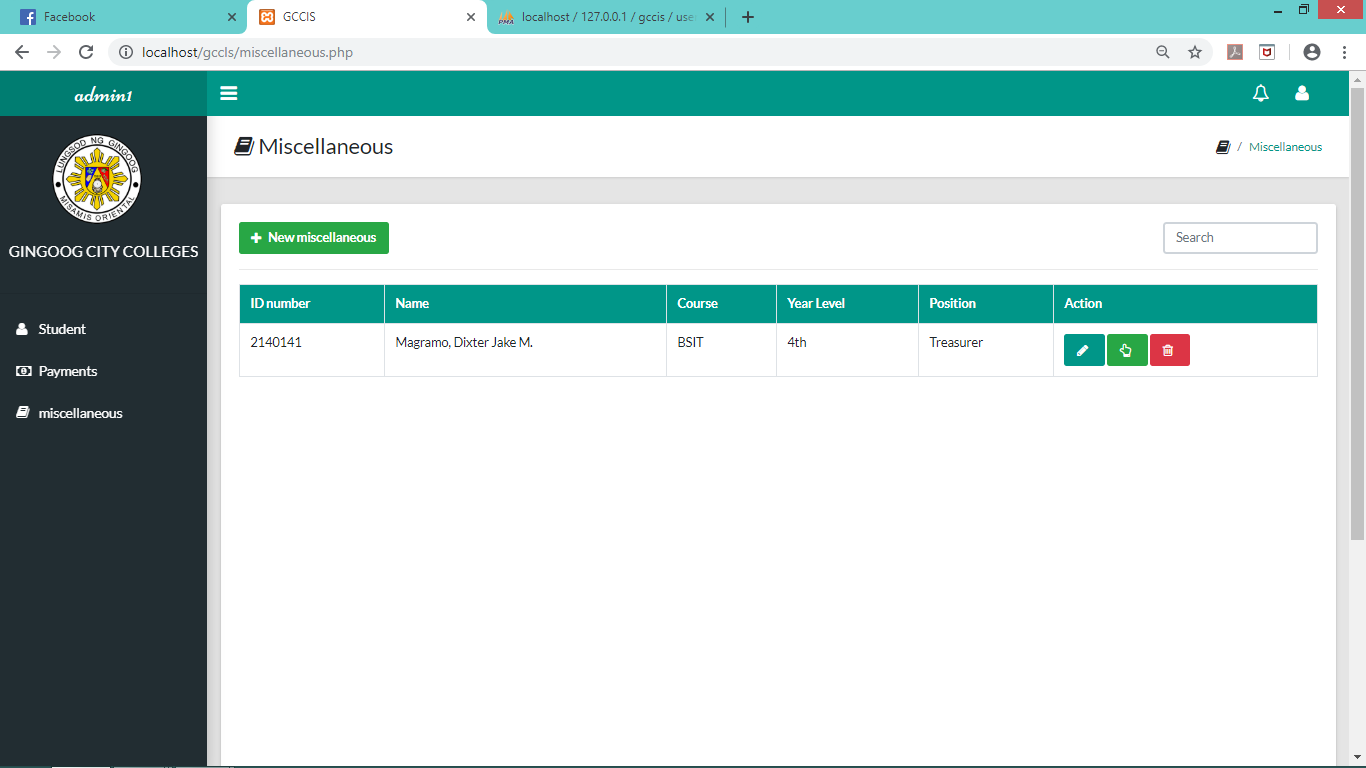 Facebook
GCCIS
localhost / 127.0.0.1 / gccis / use
localhost/gccls/miscellaneous.php
admin1
LUNGSOD NG GINGOOG
MISAMIS ORIENTAL
GINGOOG CITY COLLEGES
Student
Payments
miscellaneous
Miscellaneous
/ Miscellaneous
New miscellaneous
Search
ID number Name Course Year Level Position Action
2140141 Magramo, Dixter Jake M. BSIT 4th Treasurer